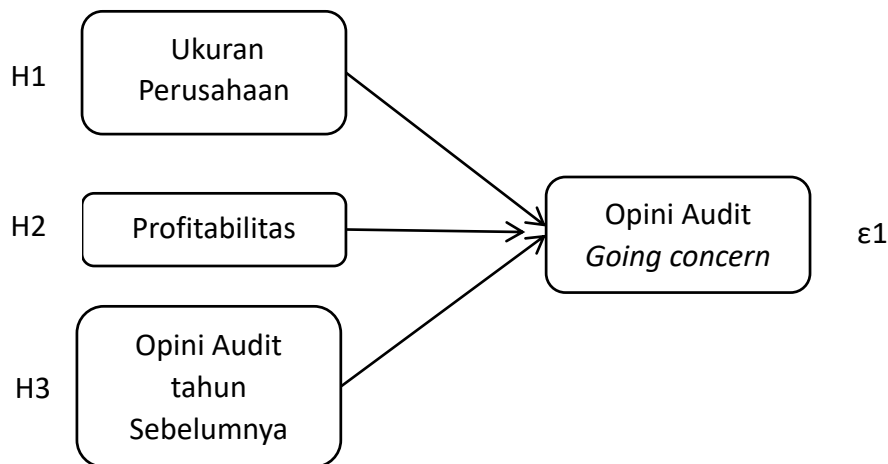 H1
Ukuran
Perusahaan
H2
Profitabilitas
H3
Opini Audit
tahun
Sebelumnya
Opini Audit
Going concern
ε1